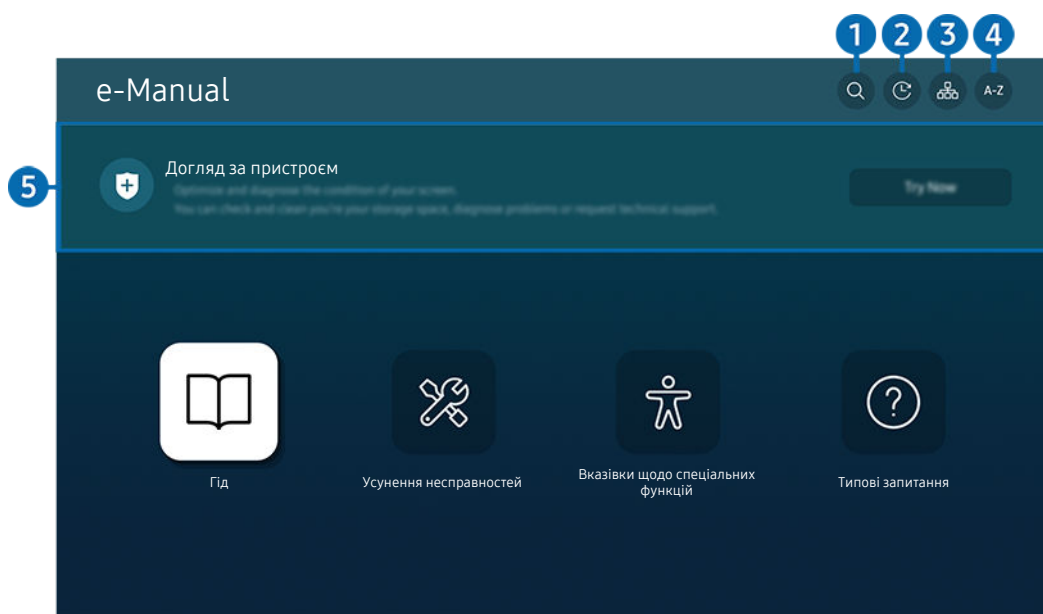 1 2 3 4
e-Manual
A-Z
5
Догляд за пристроєм
Optimize and diagnose the condition of your screen.
You can check and clean you're your storage space, diagnose problems or request technical support.
Try Now
Гід
Усунення несправностей
Вказівки щодо спеціальних
функцій
Типові запитання